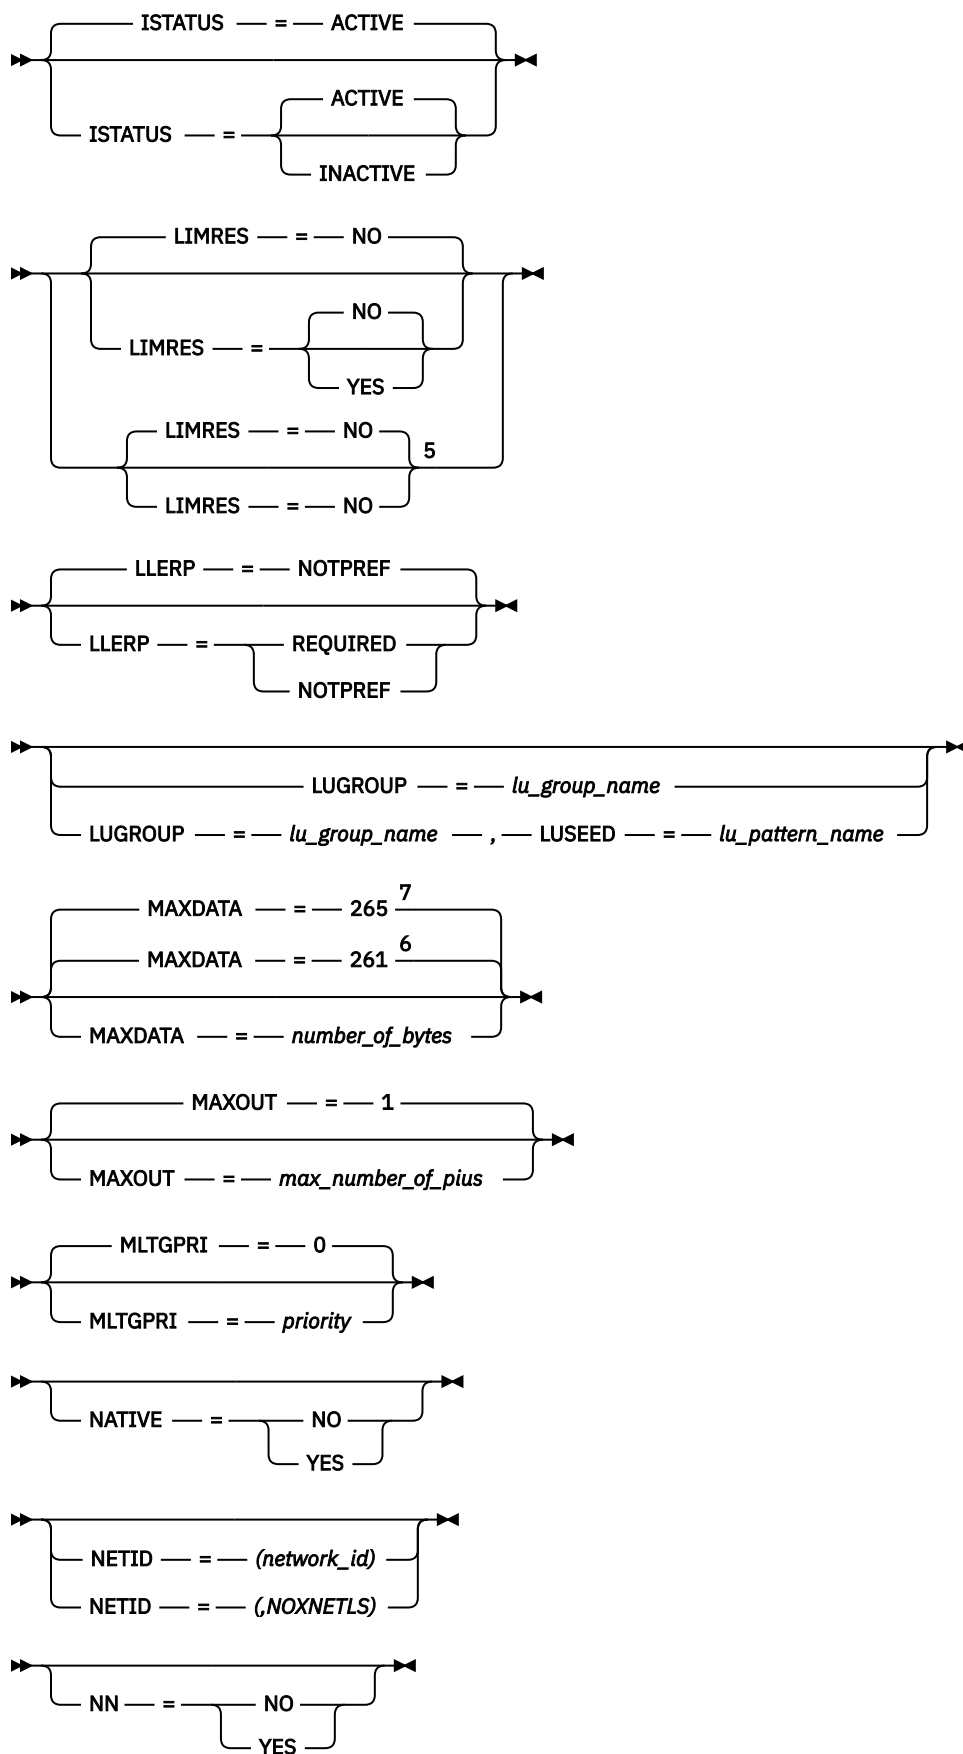 ISTATUS = ACTIVE
ACTIVE
ISTATUS =
INACTIVE
LIMRES = NO
NO
LIMRES =
YES
LIMRES = NO
5
LIMRES = NO
LLERP = NOTPREF
LLERP = REQUIRED
NOTPREF
LUGROUP = lu_group_name
LUGROUP = lu_group_name , LUSEED = lu_pattern_name
7
MAXDATA = 265
6
MAXDATA = 261
MAXDATA = number_of_bytes
MAXOUT = 1
MAXOUT = max_number_of_pius
MLTGPRI = 0
MLTGPRI = priority
NATIVE = NO
YES
NETID = (network_id)
NETID = (,NOXNETLS)
NN = NO
YES